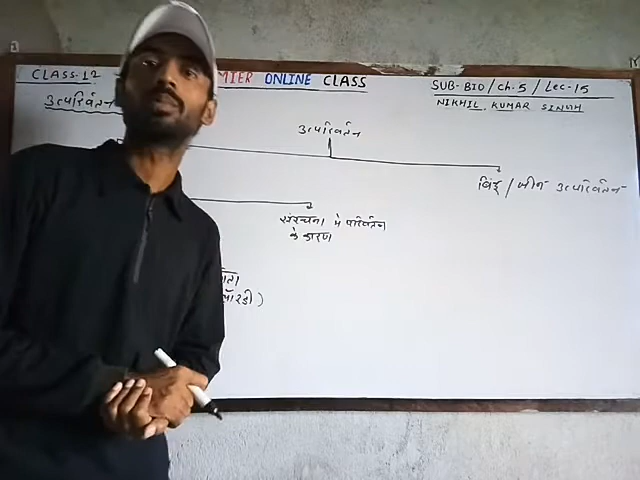 CLASS-12
MIER ONLINE CLASS
SUB-BIO/Ch-5/Lec-15
NIKHIL KUMAR SINGH
उत्परिवर्तन
उत्परिवर्तन
बिंदु / जीन उत्परिवर्तन
संरचना में परिवर्तन
के कारण